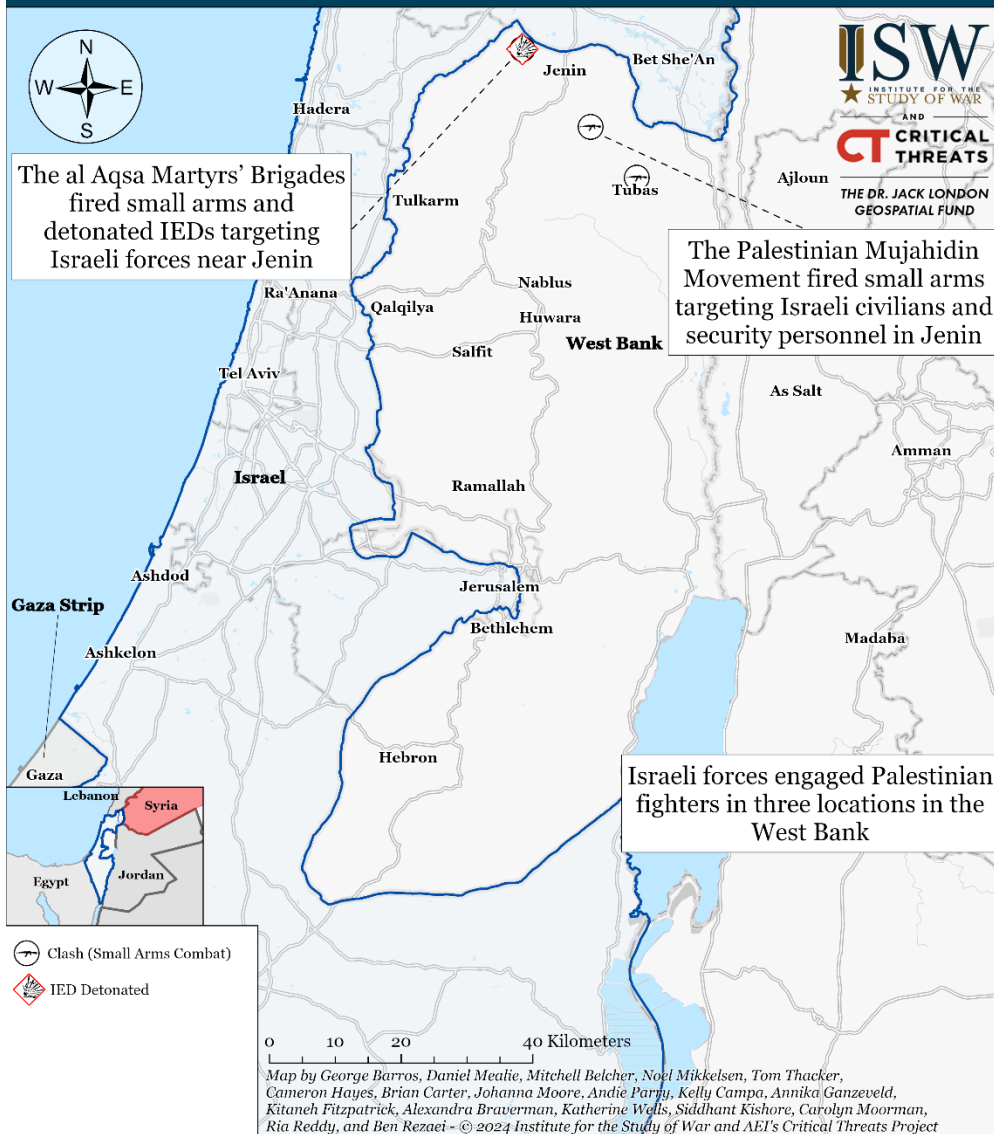 N
W
E
S
ISW
INSTITUTE FOR THE
STUDY OF WAR
AND
CT CRITICAL
THREATS
THE DR. JACK LONDON
GEOSPATIAL FUND
Jenin
Bet She'An
Hadera
The al Aqsa Martyrs' Brigades
fired small arms and
detonated IEDs targeting
Israeli forces near Jenin
Tulkarm
Tubas
Ajloun
The Palestinian Mujahidin
Movement fired small arms
targeting Israeli civilians and
security personnel in Jenin
Ra'Anana
Qalqilya
Nablus
Huwara
Salfit
West Bank
Tel Aviv
As Salt
Amman
Israel
Ramallah
Ashdod
Jerusalem
Gaza Strip
Bethlehem
Ashkelon
Madaba
Hebron
Gaza
Israeli forces engaged Palestinian
fighters in three locations in the
West Bank
Lebanon
Syria
Egypt
Jordan
Clash (Small Arms Combat)
IED Detonated
0 10 20 40 Kilometers
Map by George Barros, Daniel Mealie, Mitchell Belcher, Noel Mikkelsen, Tom Thacker,
Cameron Hayes, Brian Carter, Johanna Moore, Andie Parry, Kelly Campa, Annika Ganzeveld,
Kitaneh Fitzpatrick, Alexandra Braverman, Katherine Wells, Siddhant Kishore, Carolyn Moorman,
Ria Reddy, and Ben Rezaei - © 2024 Institute for the Study of War and AEI's Critical Threats Project